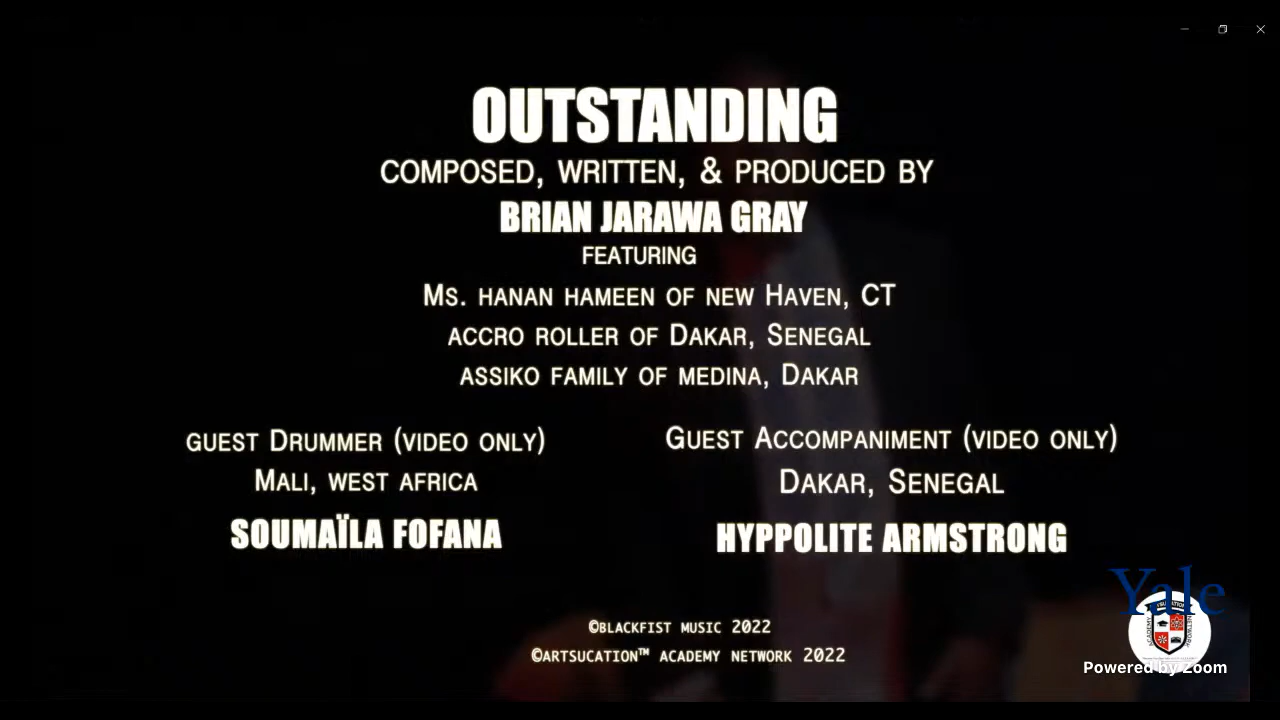 OUTSTANDING
COMPOSED, WRITTEN, & PRODUCED BY
BRIAN JARAWA GRAY
FEATURING
MS. HANAN HAMEEN OF NEW HAVEN, CT
ACCRO ROLLER OF DAKAR, SENEGAL
ASSIKO FAMILY OF MEDINA, DAKAR
GUEST DRUMMER (VIDEO ONLY)
MALI, WEST AFRICA
SOUMAÏLA FOFANA
GUEST ACCOMPANIMENT (VIDEO ONLY)
DAKAR, SENEGAL
HYPPOLITE ARMSTRONG
©BLACKFIST MUSIC 2022
©ARTSUCATION™ ACADEMY NETWORK 2022
Yale
ACADEMY
NETWORK
Powered by Zoom